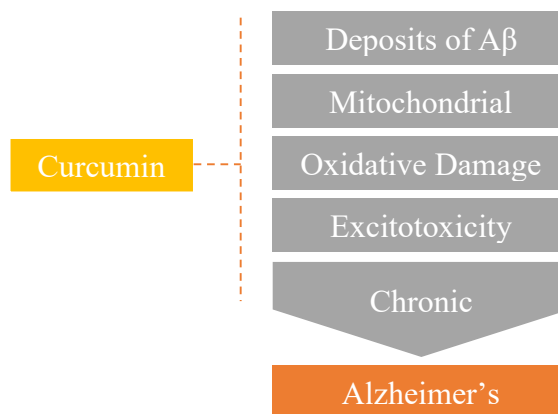 Deposits of Aβ
Mitochondrial
Curcumin
Oxidative Damage
Excitotoxicity
Chronic
Alzheimer’s